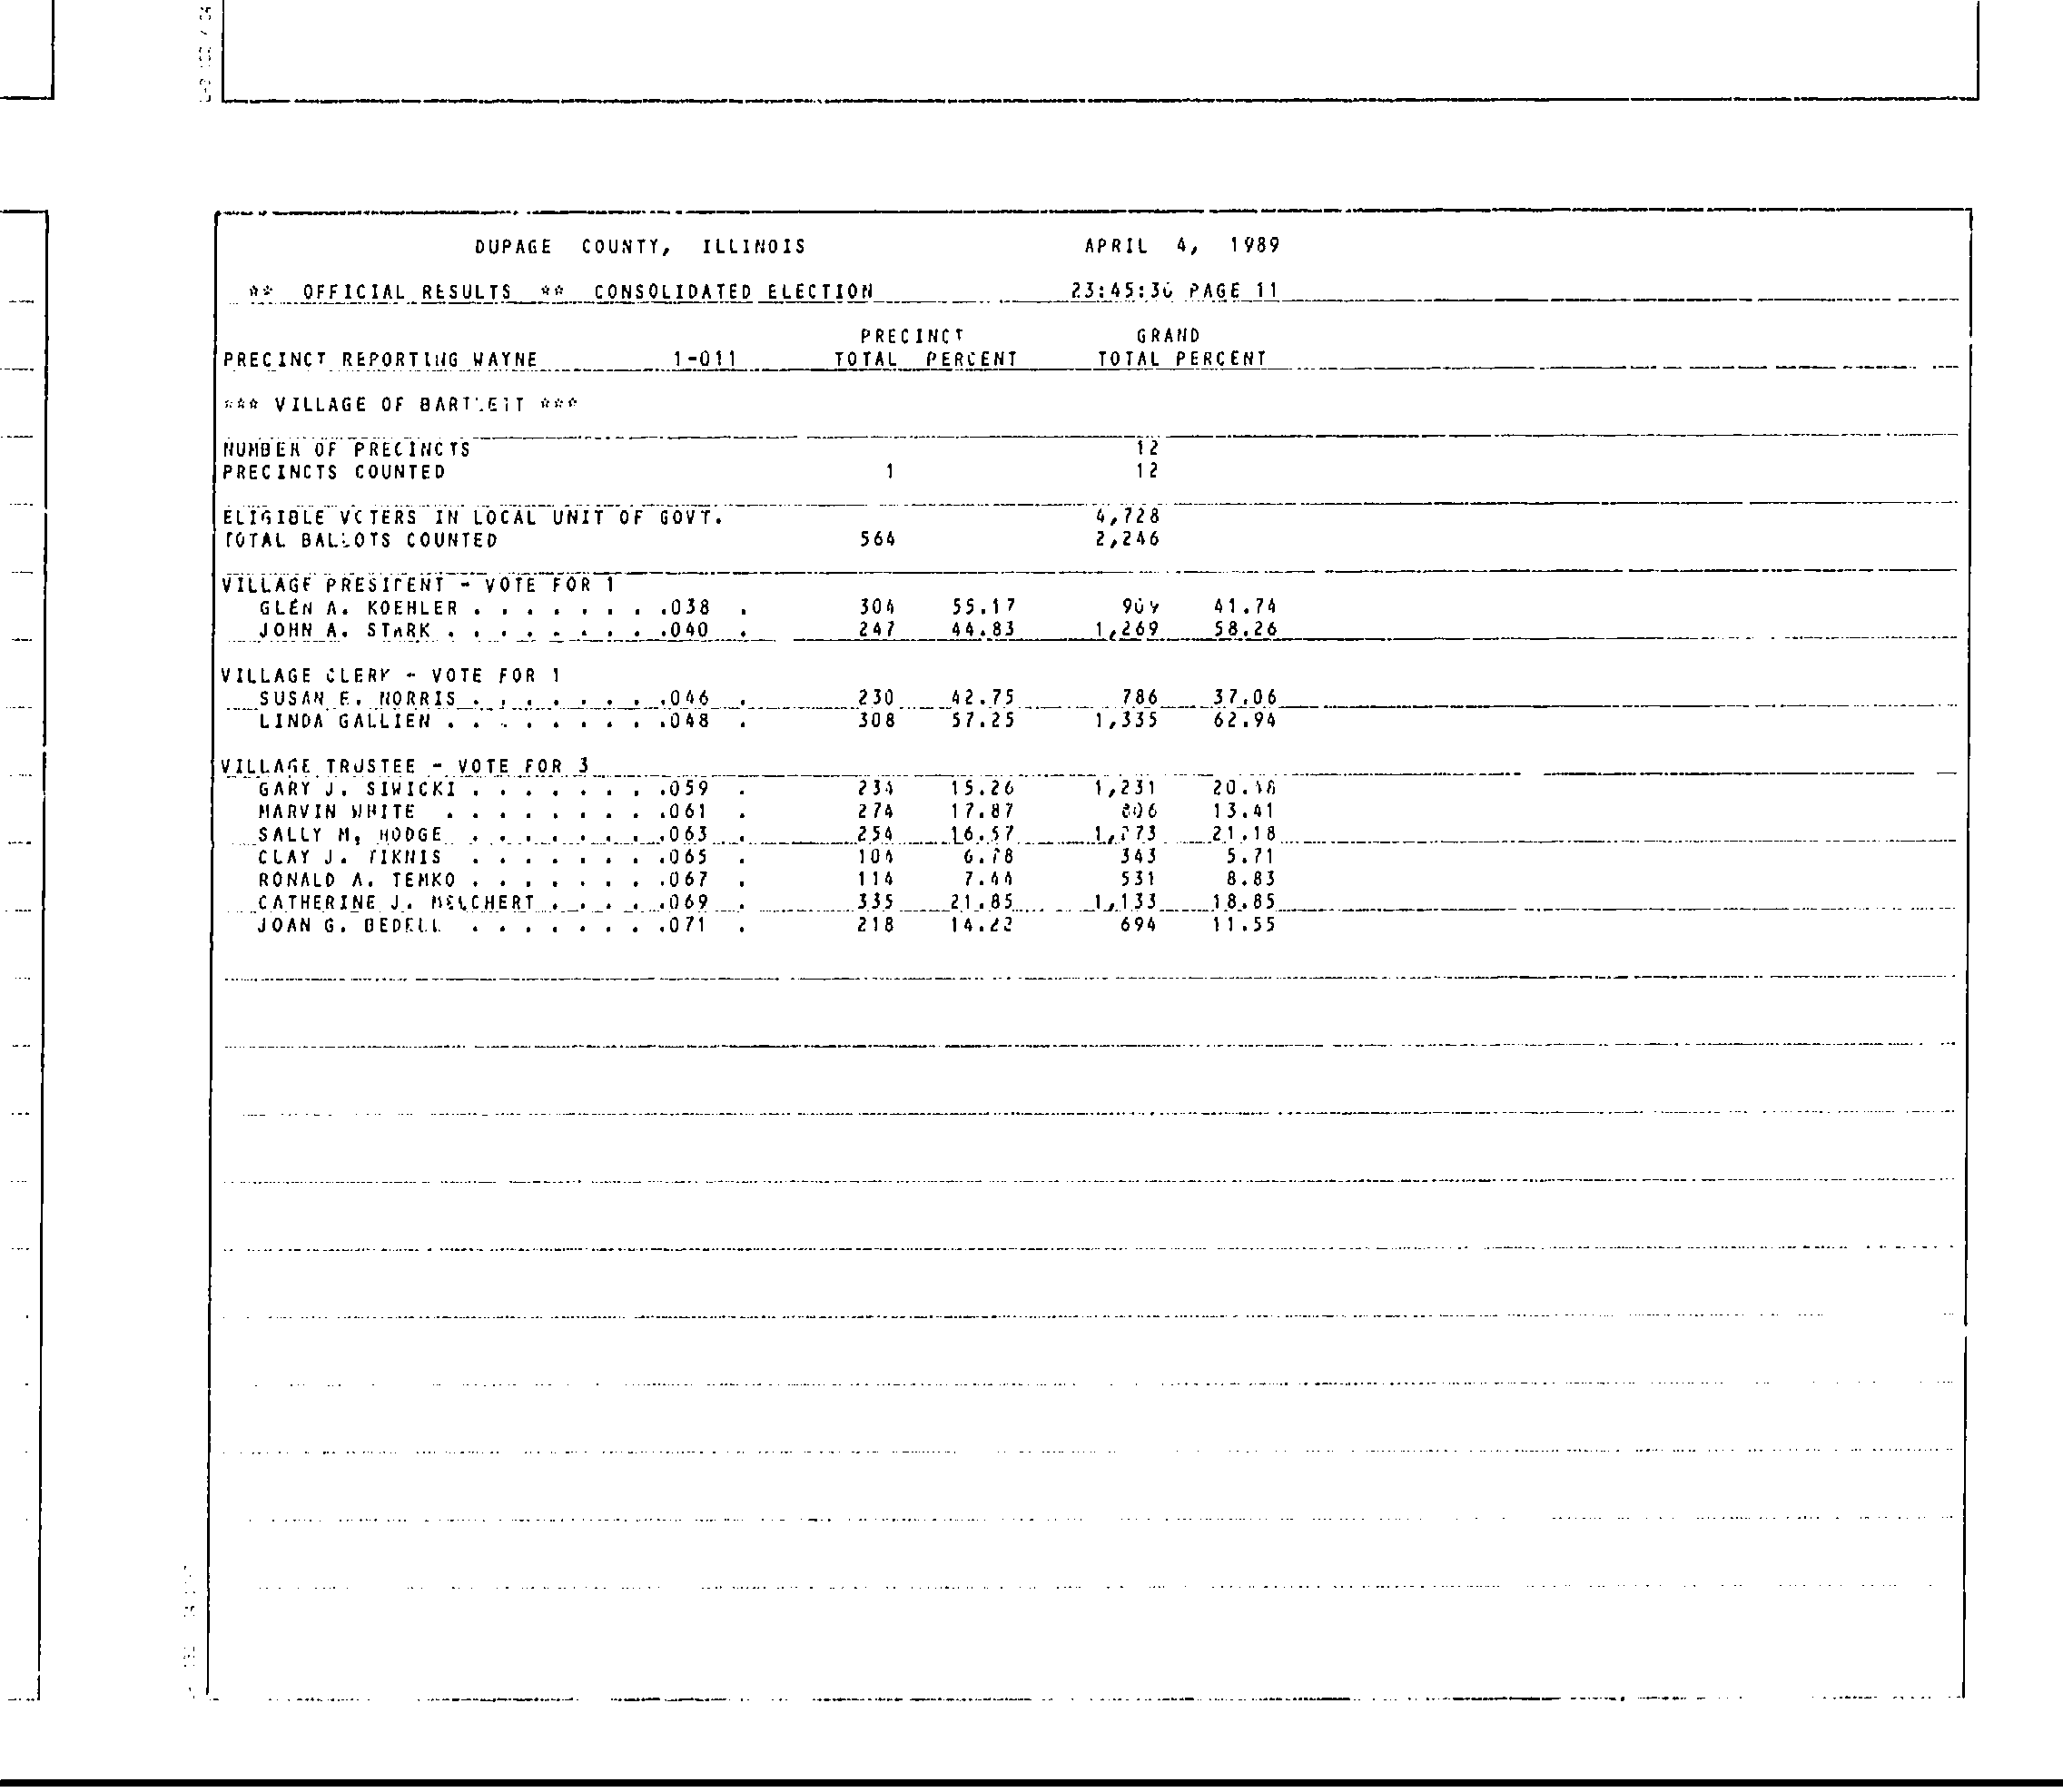 DUPAGE COUNTY, ILLINOIS APRIL 4, 1989
** OFFICIAL RESULTS ** CONSOLIDATED ELECTION PAGE 11
PRECINCT GRAND
PRECINCT REPORTING WAYNE 1-011 TOTAL PERCENT TOTAL PERCENT
*** VILLAGE OF BARTLETT ***
NUMBER OF PRECINCTS 12
PRECINCTS COUNTED 1 12
ELIGIBLE VOTERS IN LOCAL UNIT OF GOVT. 4,728
TOTAL BALLOTS COUNTED 564 2,246
VILLAGE PRESIDENT - VOTE FOR 1
GLEN A. KOEHLER . . . . . . . .038 . 304 55.17 909 41.74
JOHN A. STARK . . . . . . . . .040 . 247 44.83 1,269 58.26
VILLAGE CLERK - VOTE FOR 1
SUSAN E. NORRIS . . . . . . . .046 . 230 42.75 786 37.06
LINDA GALLIEN . . . . . . . . .048 . 308 57.25 1,335 62.94
VILLAGE TRUSTEE - VOTE FOR 3
GARY J. SIWICKI . . . . . . . .059 . 234 15.26 1,231 20.48
MARVIN WHITE . . . . . . . . .061 . 274 17.87 806 13.41
SALLY M. HODGE . . . . . . . .063 . 254 16.57 1,273 21.18
CLAY J. TIKNIS . . . . . . . .065 . 104 6.78 343 5.71
RONALD A. TEMKO . . . . . . . .067 . 114 7.44 531 8.83
CATHERINE J. MELCHERT . . . . .069 . 335 21.85 1,133 18.85
JOAN G. BEDELL . . . . . . . .071 . 218 14.22 694 11.55